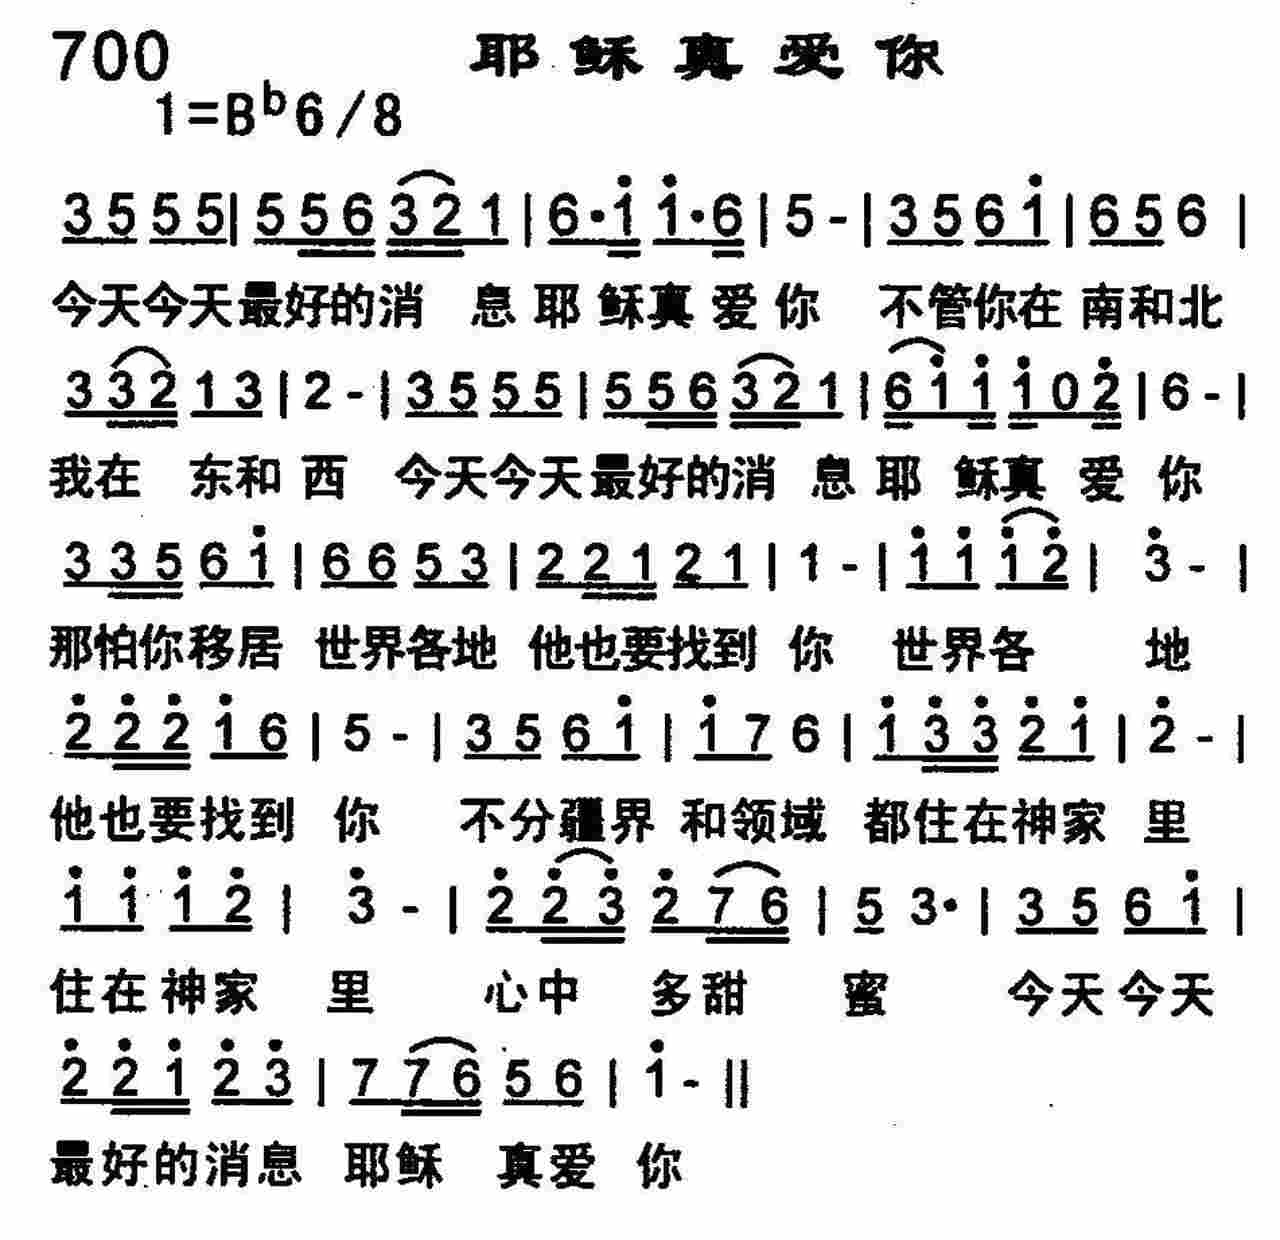 700 耶稣真爱你
1=Bb6/8
3 5 5 5 | 5 5 6 3 2 1 | 6 · 1̇ 1̇ · 6 | 5 - | 3 5 6 1̇ | 6 5 6 |
今天今天最好的消 息耶 稣真 爱 你 不管你在 南和北
3 3 2 1 3 | 2 - | 3 5 5 5 | 5 5 6 3 2 1 | 6 1̇ 1̇ 1̇ 0 2̇ | 6 - |
我在 东和 西 今天今天最好的消 息 耶 稣真 爱 你
3 3 5 6 1̇ | 6 6 5 3 | 2 2 1 2 1 | 1 - | 1̇ 1̇ 1̇ 2̇ | 3̇ - |
那怕你移居 世界各地 他也要找到 你 世界各 地
2̇ 2̇ 2̇ 1̇ 6 | 5 - | 3 5 6 1̇ | 1̇ 7 6 | 1̇ 3̇ 3̇ 2̇ 1̇ | 2̇ - |
他也要找到 你 不分疆界 和领域 都住在神家 里
1̇ 1̇ 1̇ 2̇ | 3̇ - | 2̇ 2̇ 3̇ 2̇ 7 6 | 5 3· | 3 5 6 1̇ |
住在神家 里 心中 多甜 蜜 今天今天
2̇ 2̇ 1̇ 2̇ 3̇ | 7 7 6 5 6 | 1̇ - ||
最好的消息 耶稣 真爱 你